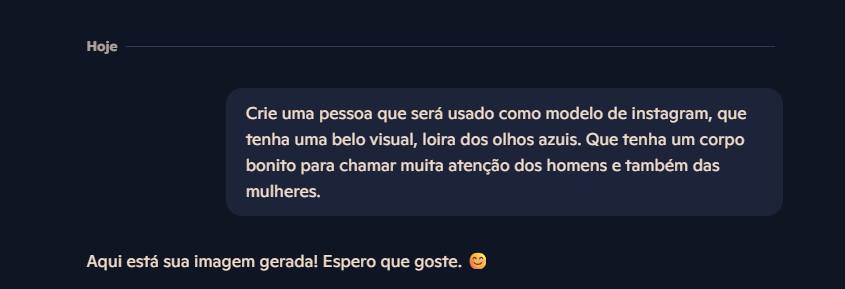 Hoje
Crie uma pessoa que será usado como modelo de instagram, que
tenha uma belo visual, loira dos olhos azuis. Que tenha um corpo
bonito para chamar muita atenção dos homens e também das
mulheres.
Aqui está sua imagem gerada! Espero que goste. 😊